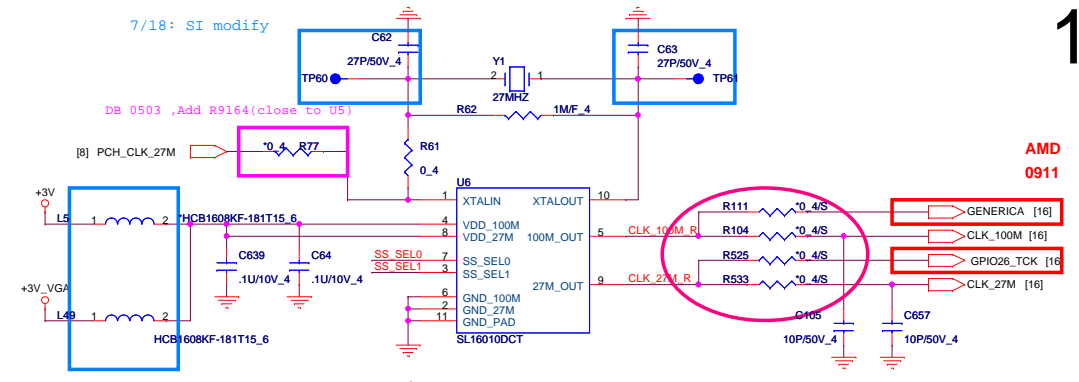 7/18: SI modify
1
C62
27P/50V_4
C63
27P/50V_4
TP60
TP61
Y1
2
1
27MHZ
R62
1M/F_4
DB 0503 ,Add R9164(close to U5)
[8] PCH_CLK_27M
*0_4
R77
R61
0_4
AMD
0911
+3V
L5
1
2
*HCB1608KF-181T15_6
U6
1
XTALIN
XTALOUT
10
4
VDD_100M
8
VDD_27M
100M_OUT
5
CLK_100M_R
SS_SEL0
7
SS_SEL0
SS_SEL1
3
SS_SEL1
27M_OUT
9
CLK_27M_R
6
GND_100M
2
GND_27M
11
GND_PAD
SL16010DCT
R111
*0_4/S
GENERICA [16]
R104
*0_4/S
CLK_100M [16]
R525
*0_4/S
GPIO26_TCK [16
R533
*0_4/S
CLK_27M [16]
C639
.1U/10V_4
C64
.1U/10V_4
+3V_VGA
L49
1
2
HCB1608KF-181T15_6
C105
10P/50V_4
C657
10P/50V_4